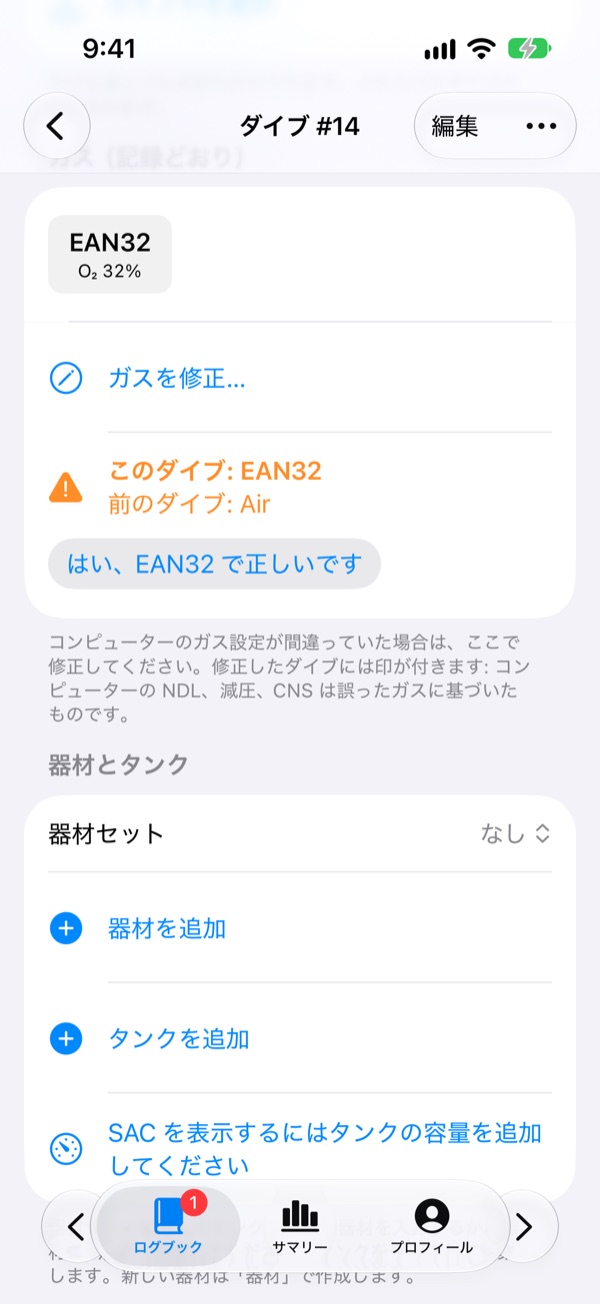 9:41
ダイブ #14
編集
ガス（記録どおり）
EAN32
O₂ 32%
ガスを修正...
このダイブ: EAN32
前のダイブ: Air
はい、EAN32 で正しいです
コンピューターのガス設定が間違っていた場合は、ここで
修正してください。修正したダイブには印が付きます: コン
ピューターの NDL、減圧、CNS は誤ったガスに基づいた
ものです。
器材とタンク
器材セット
なし
器材を追加
タンクを追加
SAC を表示するにはタンクの容量を追加
してください
1
ログブック
サマリー
プロフィール
します。新しい器材は「器材」で作成します。